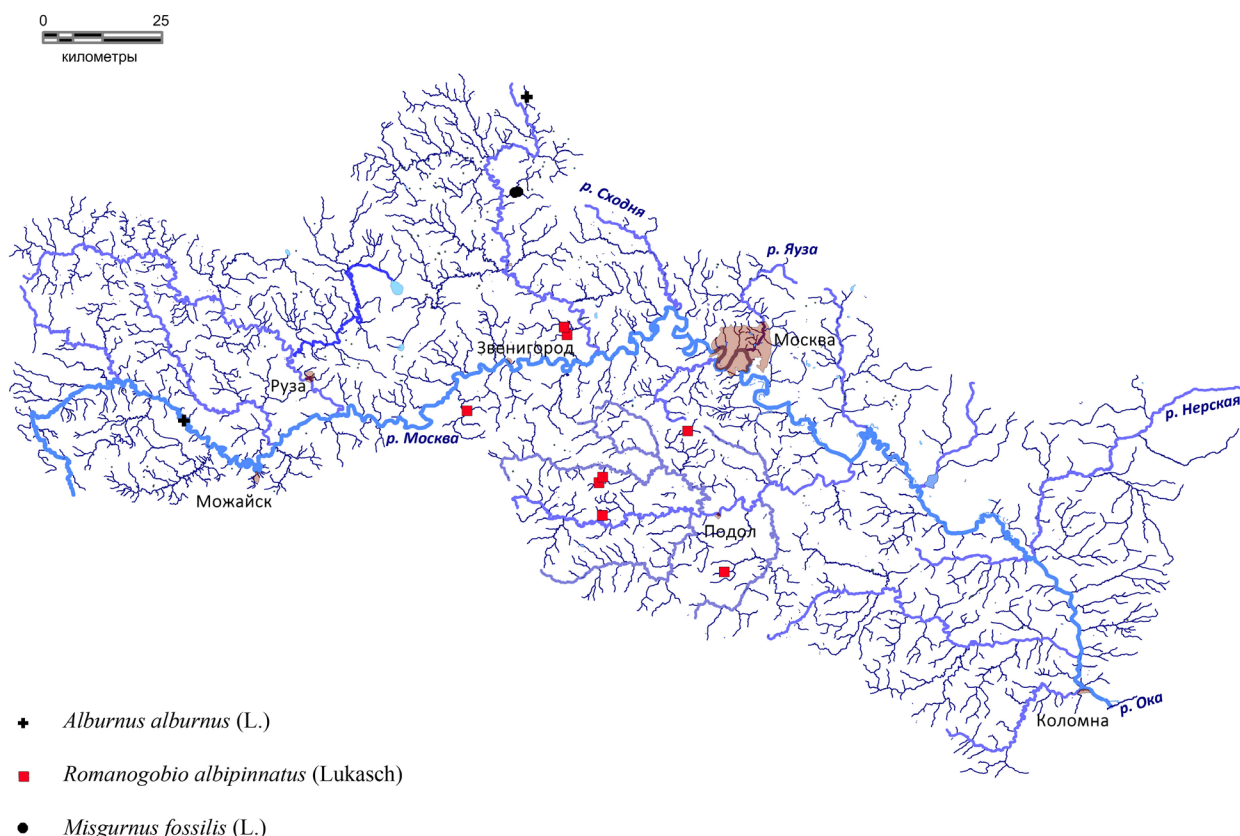 0 25
километры
р. Сходня
р. Яуза
Москва
Звенигород
Руза
р. Нерская
р. Москва
Можайск
Подол
р. Ока
Коломна
Alburnus alburnus (L.)
Romanogobio albipinnatus (Lukasch)
Misgurnus fossilis (L.)